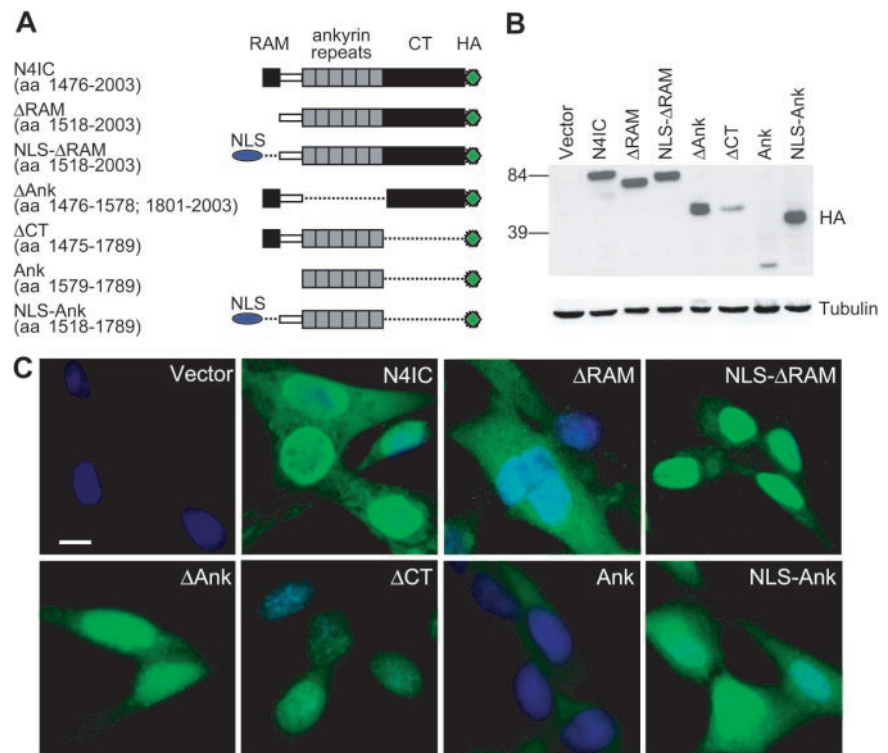 A
RAM
ankyrin
repeats
CT
HA
N4IC
(aa 1476-2003)
ΔRAM
(aa 1518-2003)
NLS-ΔRAM
(aa 1518-2003)
NLS
ΔAnk
(aa 1476-1578; 1801-2003)
ΔCT
(aa 1475-1789)
Ank
(aa 1579-1789)
NLS-Ank
(aa 1518-1789)
NLS
B
Vector
N4IC
ΔRAM
NLS-ΔRAM
ΔAnk
ΔCT
Ank
NLS-Ank
84
39
HA
Tubulin
C
Vector
N4IC
ΔRAM
NLS-ΔRAM
ΔAnk
ΔCT
Ank
NLS-Ank